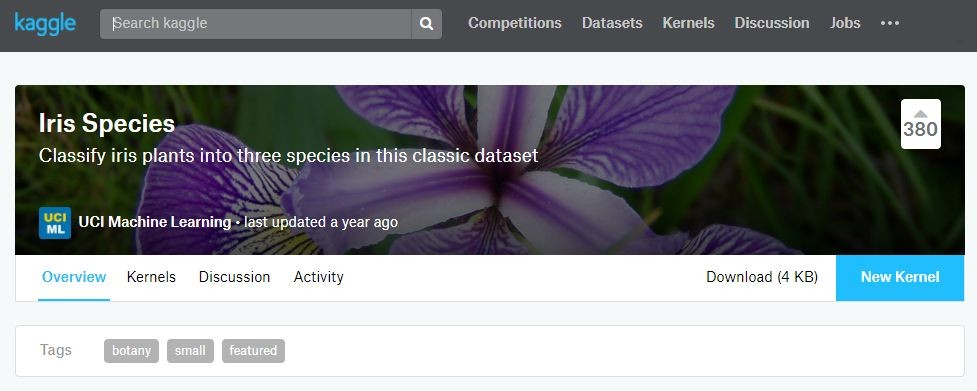 kaggle Search kaggle Competitions Datasets Kernels Discussion Jobs •••
Iris Species
380
Classify iris plants into three species in this classic dataset
UCI ML
UCI Machine Learning • last updated a year ago
Overview Kernels Discussion Activity Download (4 KB) New Kernel
Tags botany small featured